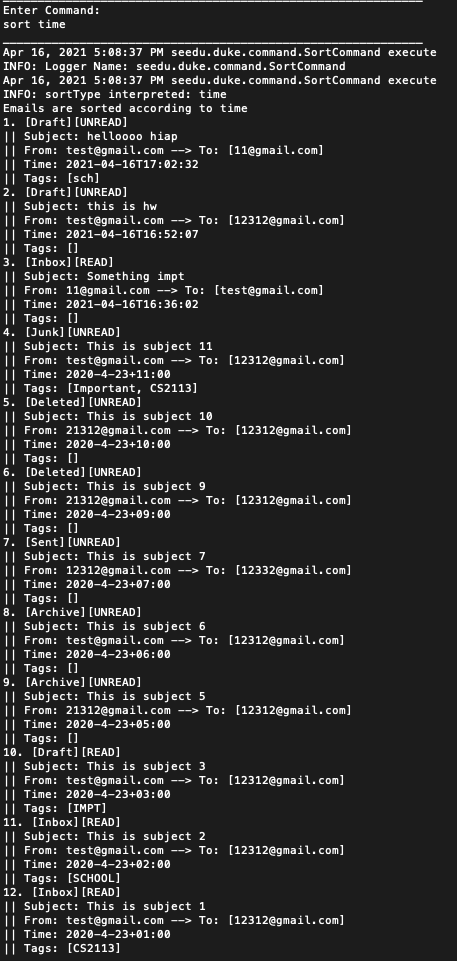 Enter Command:
sort time
Apr 16, 2021 5:08:37 PM seedu.duke.command.SortCommand execute
INFO: Logger Name: seedu.duke.command.SortCommand
Apr 16, 2021 5:08:37 PM seedu.duke.command.SortCommand execute
INFO: sortType interpreted: time
Emails are sorted according to time
1. [Draft][UNREAD]
|| Subject: helloooo hiap
|| From: test@gmail.com --> To: [11@gmail.com]
|| Time: 2021-04-16T17:02:32
|| Tags: [sch]
2. [Draft][UNREAD]
|| Subject: this is hw
|| From: test@gmail.com --> To: [12312@gmail.com]
|| Time: 2021-04-16T16:52:07
|| Tags: []
3. [Inbox][READ]
|| Subject: Something impt
|| From: 11@gmail.com --> To: [test@gmail.com]
|| Time: 2021-04-16T16:36:02
|| Tags: []
4. [Junk][UNREAD]
|| Subject: This is subject 11
|| From: test@gmail.com --> To: [12312@gmail.com]
|| Time: 2020-4-23+11:00
|| Tags: [Important, CS2113]
5. [Deleted][UNREAD]
|| Subject: This is subject 10
|| From: 21312@gmail.com --> To: [12312@gmail.com]
|| Time: 2020-4-23+10:00
|| Tags: []
6. [Deleted][UNREAD]
|| Subject: This is subject 9
|| From: 21312@gmail.com --> To: [12312@gmail.com]
|| Time: 2020-4-23+09:00
|| Tags: []
7. [Sent][UNREAD]
|| Subject: This is subject 7
|| From: 12312@gmail.com --> To: [12332@gmail.com]
|| Time: 2020-4-23+07:00
|| Tags: []
8. [Archive][UNREAD]
|| Subject: This is subject 6
|| From: test@gmail.com --> To: [12312@gmail.com]
|| Time: 2020-4-23+06:00
|| Tags: []
9. [Archive][UNREAD]
|| Subject: This is subject 5
|| From: 21312@gmail.com --> To: [12312@gmail.com]
|| Time: 2020-4-23+05:00
|| Tags: []
10. [Draft][READ]
|| Subject: This is subject 3
|| From: test@gmail.com --> To: [12312@gmail.com]
|| Time: 2020-4-23+03:00
|| Tags: [IMPT]
11. [Inbox][READ]
|| Subject: This is subject 2
|| From: test@gmail.com --> To: [12312@gmail.com]
|| Time: 2020-4-23+02:00
|| Tags: [SCHOOL]
12. [Inbox][READ]
|| Subject: This is subject 1
|| From: test@gmail.com --> To: [12312@gmail.com]
|| Time: 2020-4-23+01:00
|| Tags: [CS2113]